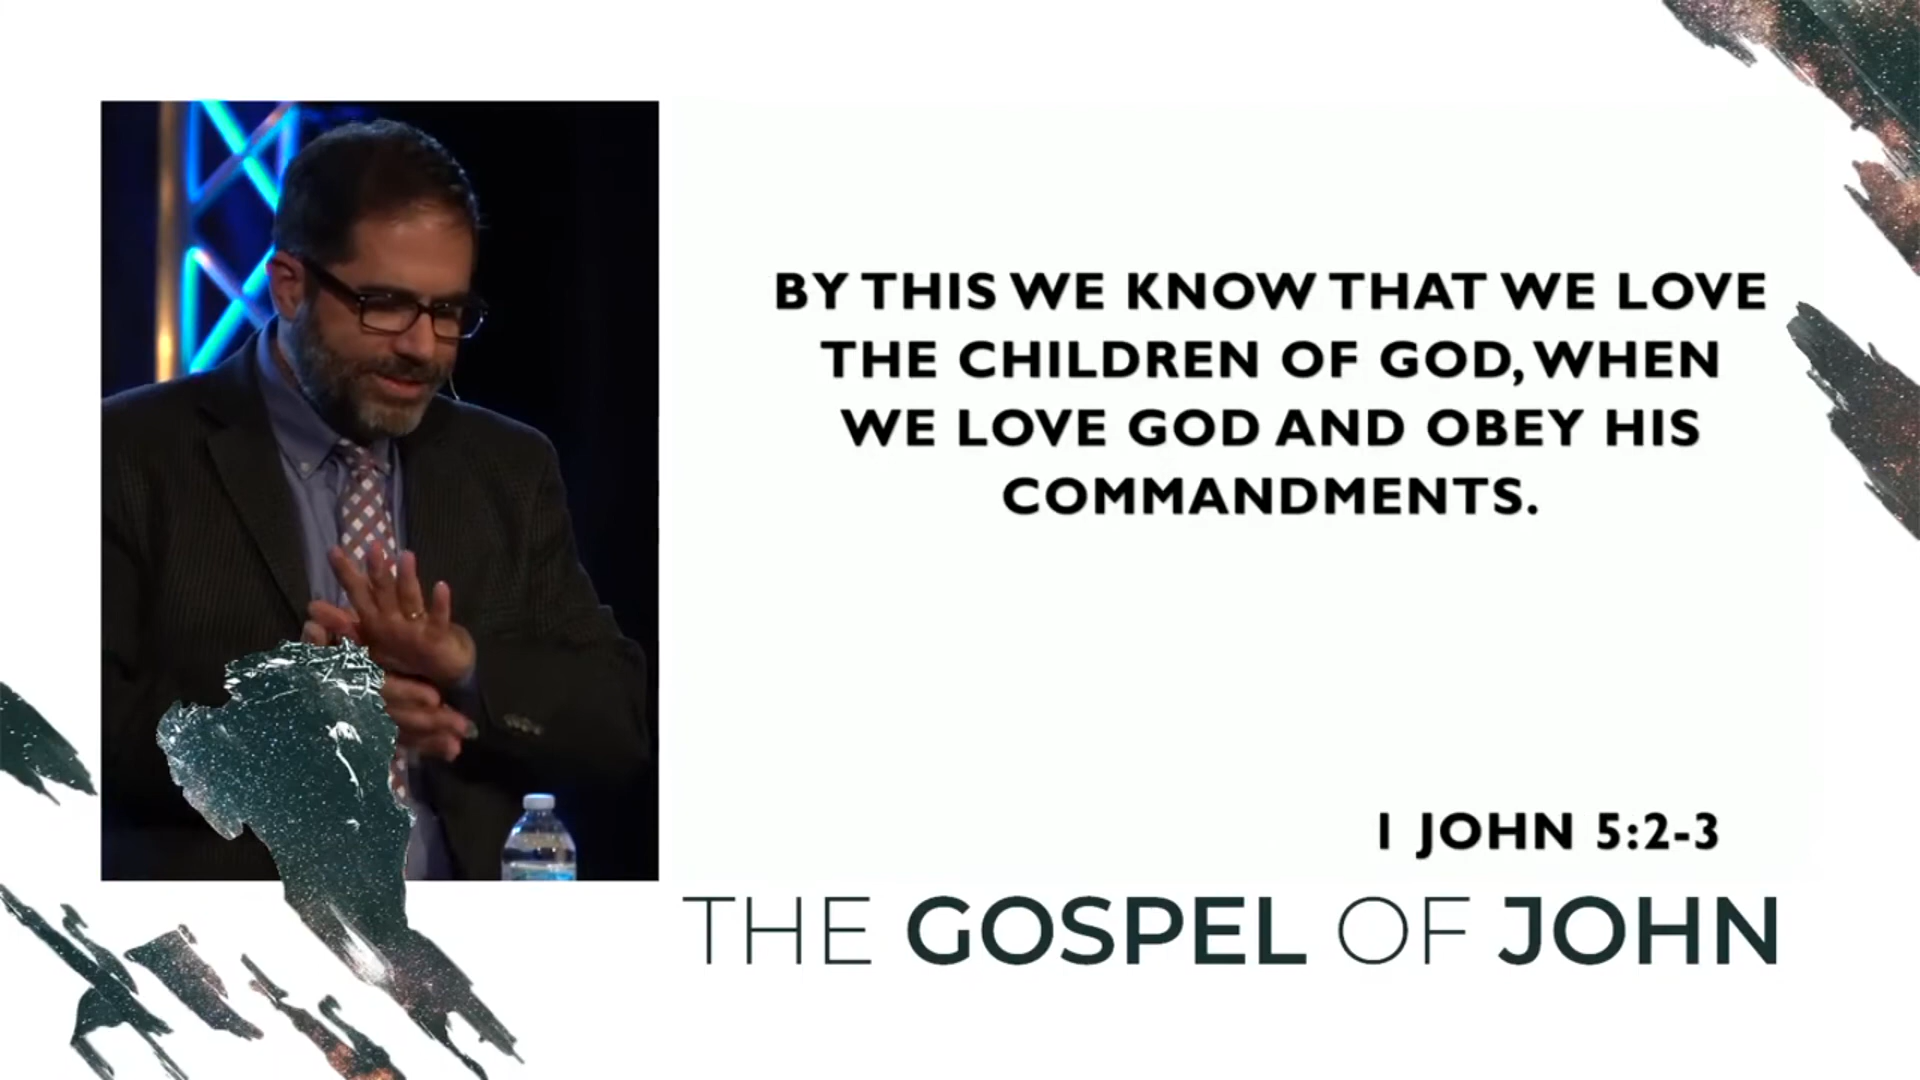 BY THIS WE KNOW THAT WE LOVE
THE CHILDREN OF GOD, WHEN
WE LOVE GOD AND OBEY HIS
COMMANDMENTS.
1 JOHN 5:2-3
THE GOSPEL OF JOHN